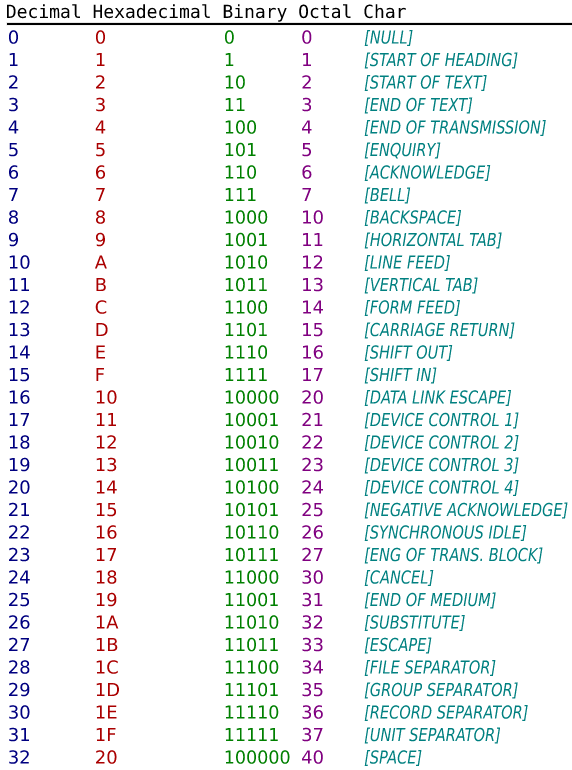 Decimal Hexadecimal Binary Octal Char
0 0 0 0 [NULL]
1 1 1 1 [START OF HEADING]
2 2 10 2 [START OF TEXT]
3 3 11 3 [END OF TEXT]
4 4 100 4 [END OF TRANSMISSION]
5 5 101 5 [ENQUIRY]
6 6 110 6 [ACKNOWLEDGE]
7 7 111 7 [BELL]
8 8 1000 10 [BACKSPACE]
9 9 1001 11 [HORIZONTAL TAB]
10 A 1010 12 [LINE FEED]
11 B 1011 13 [VERTICAL TAB]
12 C 1100 14 [FORM FEED]
13 D 1101 15 [CARRIAGE RETURN]
14 E 1110 16 [SHIFT OUT]
15 F 1111 17 [SHIFT IN]
16 10 10000 20 [DATA LINK ESCAPE]
17 11 10001 21 [DEVICE CONTROL 1]
18 12 10010 22 [DEVICE CONTROL 2]
19 13 10011 23 [DEVICE CONTROL 3]
20 14 10100 24 [DEVICE CONTROL 4]
21 15 10101 25 [NEGATIVE ACKNOWLEDGE]
22 16 10110 26 [SYNCHRONOUS IDLE]
23 17 10111 27 [ENG OF TRANS. BLOCK]
24 18 11000 30 [CANCEL]
25 19 11001 31 [END OF MEDIUM]
26 1A 11010 32 [SUBSTITUTE]
27 1B 11011 33 [ESCAPE]
28 1C 11100 34 [FILE SEPARATOR]
29 1D 11101 35 [GROUP SEPARATOR]
30 1E 11110 36 [RECORD SEPARATOR]
31 1F 11111 37 [UNIT SEPARATOR]
32 20 100000 40 [SPACE]